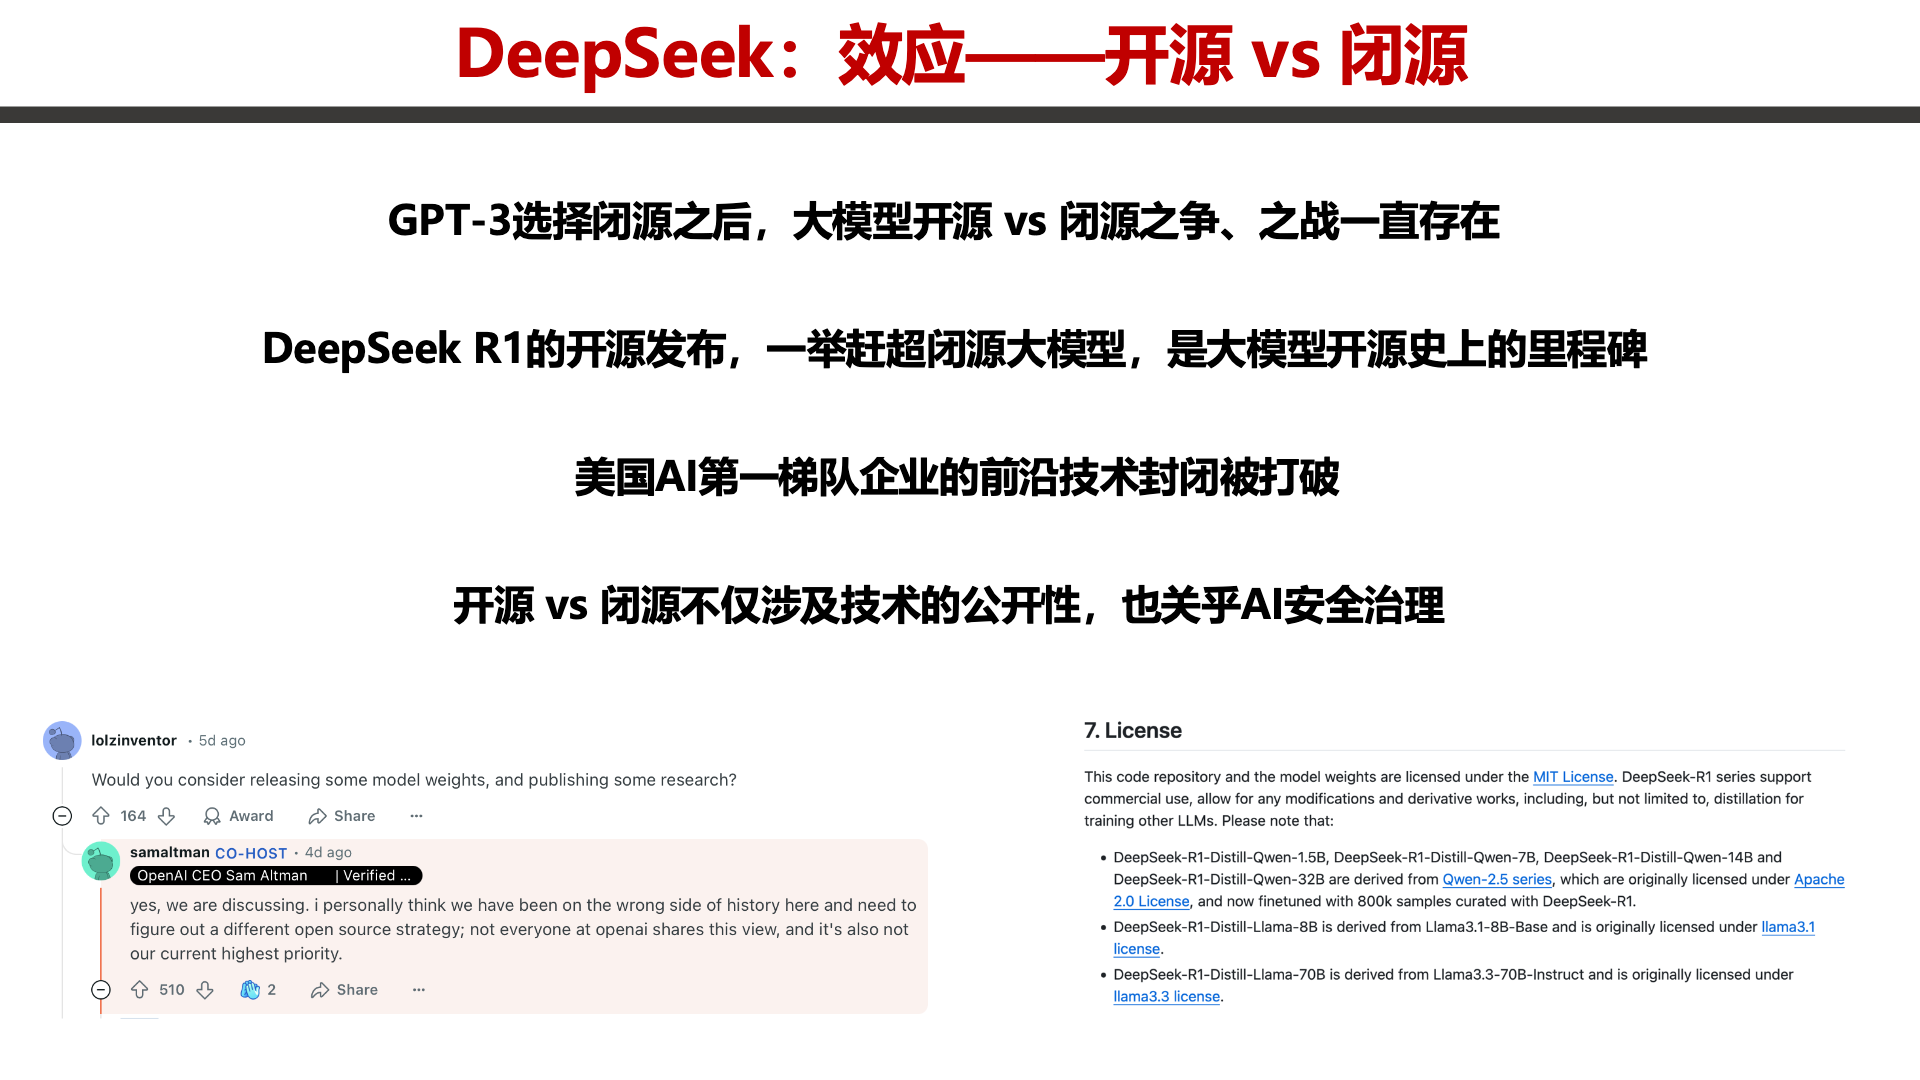 DeepSeek：效应——开源 vs 闭源
GPT-3选择闭源之后，大模型开源 vs 闭源之争、之战一直存在
DeepSeek R1的开源发布，一举赶超闭源大模型，是大模型开源史上的里程碑
美国AI第一梯队企业的前沿技术封闭被打破
开源 vs 闭源不仅涉及技术的公开性，也关乎AI安全治理
lolzinventor • 5d ago
Would you consider releasing some model weights, and publishing some research?
164 Award Share ...
samaltman CO-HOST • 4d ago
OpenAI CEO Sam Altman | Verified ...
yes, we are discussing. i personally think we have been on the wrong side of history here and need to
figure out a different open source strategy; not everyone at openai shares this view, and it's also not
our current highest priority.
510 2 Share ...
7. License
This code repository and the model weights are licensed under the MIT License. DeepSeek-R1 series support
commercial use, allow for any modifications and derivative works, including, but not limited to, distillation for
training other LLMs. Please note that:
• DeepSeek-R1-Distill-Qwen-1.5B, DeepSeek-R1-Distill-Qwen-7B, DeepSeek-R1-Distill-Qwen-14B and
DeepSeek-R1-Distill-Qwen-32B are derived from Qwen-2.5 series, which are originally licensed under Apache
2.0 License, and now finetuned with 800k samples curated with DeepSeek-R1.
• DeepSeek-R1-Distill-Llama-8B is derived from Llama3.1-8B-Base and is originally licensed under llama3.1
license.
• DeepSeek-R1-Distill-Llama-70B is derived from Llama3.3-70B-Instruct and is originally licensed under
llama3.3 license.